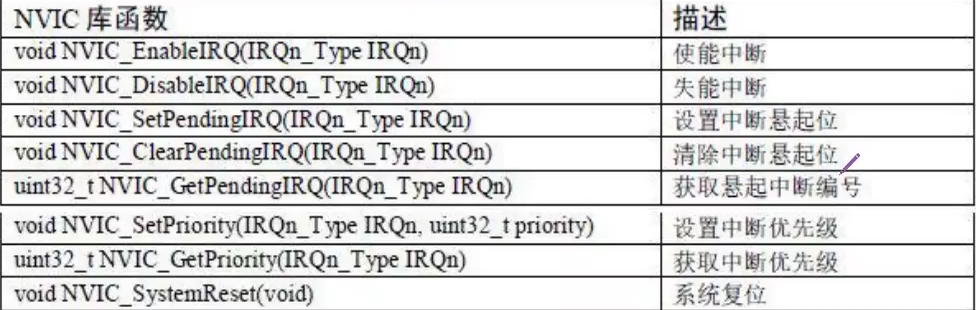 NVIC 库函数 描述
void NVIC_EnableIRQ(IRQn_Type IRQn) 使能中断
void NVIC_DisableIRQ(IRQn_Type IRQn) 失能中断
void NVIC_SetPendingIRQ(IRQn_Type IRQn) 设置中断悬起位
void NVIC_ClearPendingIRQ(IRQn_Type IRQn) 清除中断悬起位
uint32_t NVIC_GetPendingIRQ(IRQn_Type IRQn) 获取悬起中断编号
void NVIC_SetPriority(IRQn_Type IRQn, uint32_t priority) 设置中断优先级
uint32_t NVIC_GetPriority(IRQn_Type IRQn) 获取中断优先级
void NVIC_SystemReset(void) 系统复位